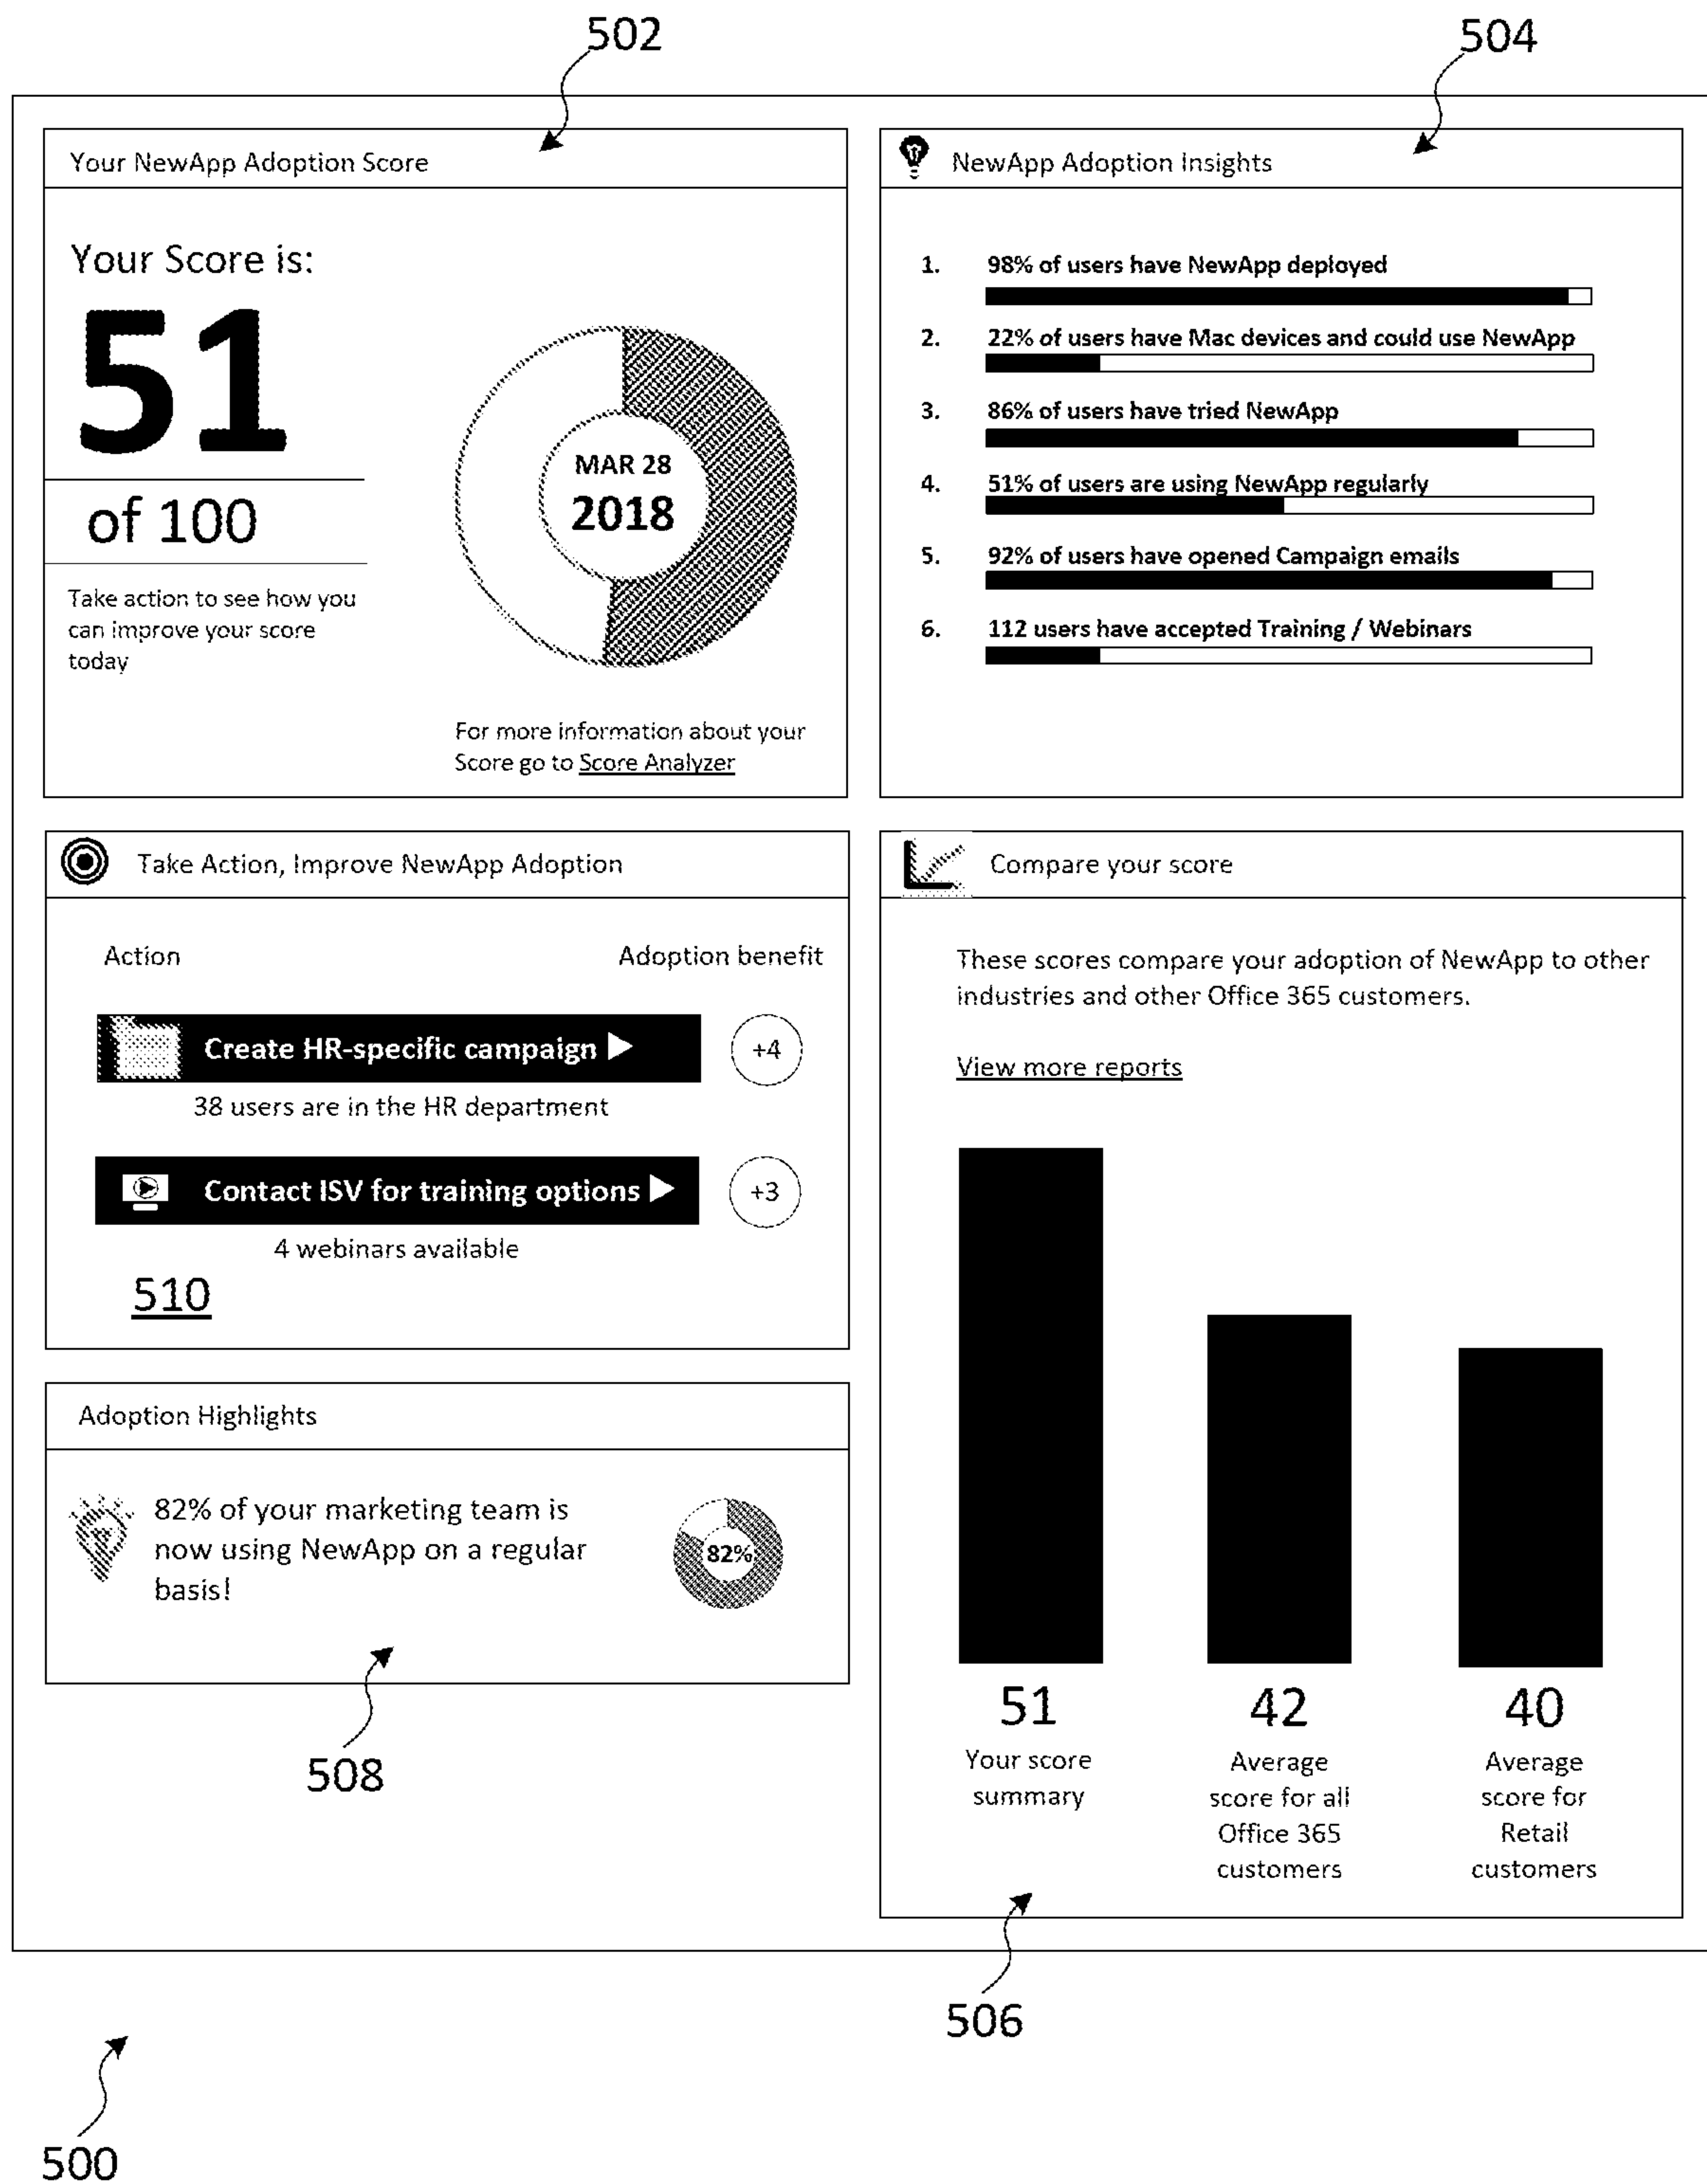 502
504
Your NewApp Adoption Score
Your Score is:
51
of 100
Take action to see how you
can improve your score
today
MAR 28
2018
For more information about your
Score go to Score Analyzer
NewApp Adoption Insights
1. 98% of users have NewApp deployed
2. 22% of users have Mac devices and could use NewApp
3. 86% of users have tried NewApp
4. 51% of users are using NewApp regularly
5. 92% of users have opened Campaign emails
6. 112 users have accepted Training / Webinars
Take Action, Improve NewApp Adoption
Action Adoption benefit
Create HR-specific campaign +4
38 users are in the HR department
Contact ISV for training options +3
4 webinars available
510
Adoption Highlights
82% of your marketing team is
now using NewApp on a regular
basis!
82%
508
Compare your score
These scores compare your adoption of NewApp to other
industries and other Office 365 customers.
View more reports
51
Your score
summary
42
Average
score for all
Office 365
customers
40
Average
score for
Retail
customers
506
500